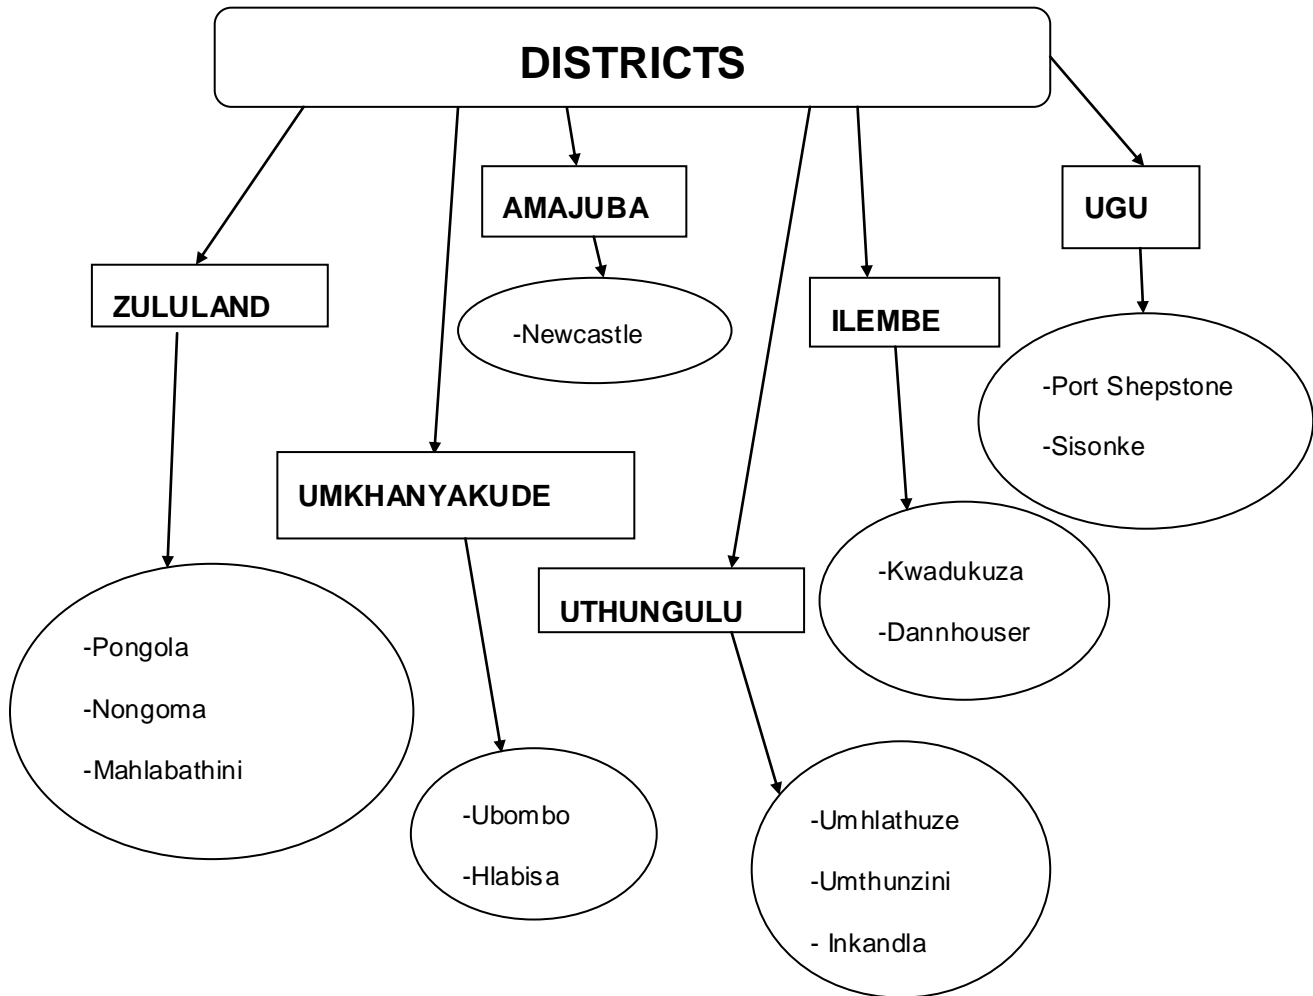 DISTRICTS
AMAJUBA
UGU
ZULULAND
-Newcastle
ILEMBE
-Port Shepstone
-Sisonke
UMKHANYAKUDE
-Kwadukuza
-Dannhouser
UTHUNGULU
-Pongola
-Nongoma
-Mahlabathini
-Ubombo
-Hlabisa
-Umhlathuze
-Umthunzini
- Inkandla